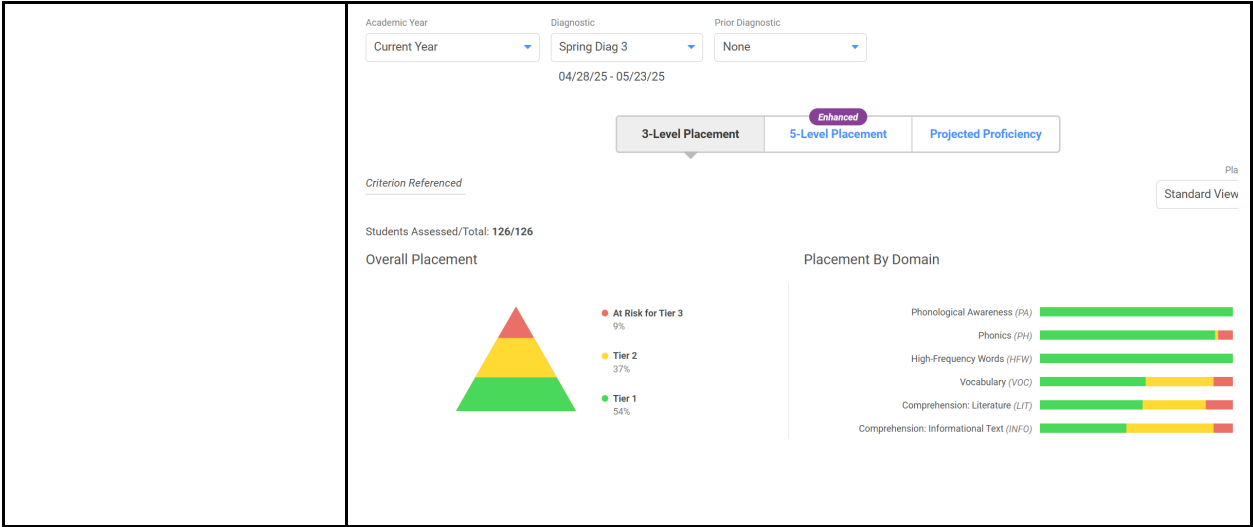 Academic Year
Diagnostic
Prior Diagnostic
Current Year
Spring Diag 3
None
04/28/25 - 05/23/25
Enhanced
3-Level Placement
5-Level Placement
Projected Proficiency
Criterion Referenced
Pla
Standard View
Students Assessed/Total: 126/126
Overall Placement
At Risk for Tier 3
9%
Tier 2
37%
Tier 1
54%
Placement By Domain
Phonological Awareness (PA)
Phonics (PH)
High-Frequency Words (HFW)
Vocabulary (VOC)
Comprehension: Literature (LIT)
Comprehension: Informational Text (INFO)